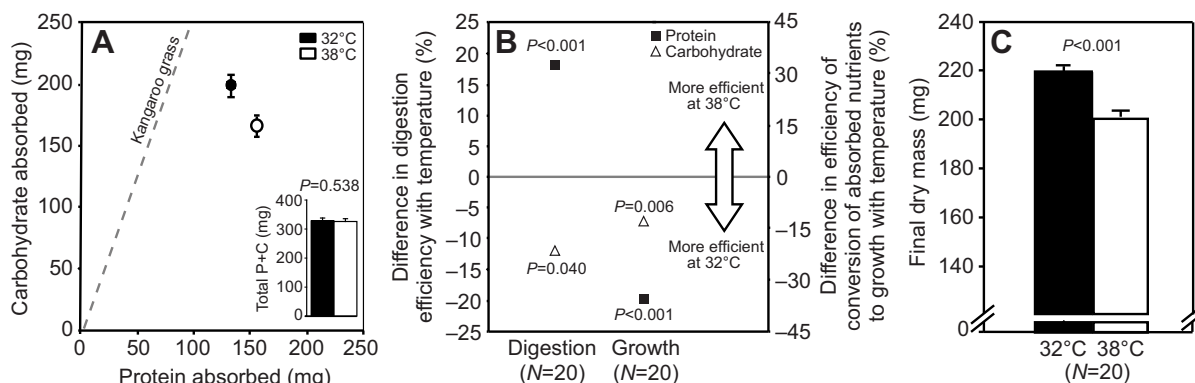 A
32°C
38°C
Kangaroo grass
Carbohydrate absorbed (mg)
250
200
150
100
50
0
0
50
100
150
200
250
Protein absorbed (mg)
P=0.538
Total P+C (mg)
400
300
200
100
0
B
Protein
Carbohydrate
P<0.001
More efficient
at 38°C
P=0.006
More efficient
at 32°C
P=0.040
P<0.001
Difference in digestion
efficiency with temperature (%)
25
20
15
10
5
0
–5
–10
–15
–20
–25
45
30
15
0
–15
–30
–45
Digestion
(N=20)
Growth
(N=20)
Difference in efficiency of
conversion of absorbed nutrients
to growth with temperature (%)
C
P<0.001
Final dry mass (mg)
240
220
200
180
160
140
0
32°C
38°C
(N=20)